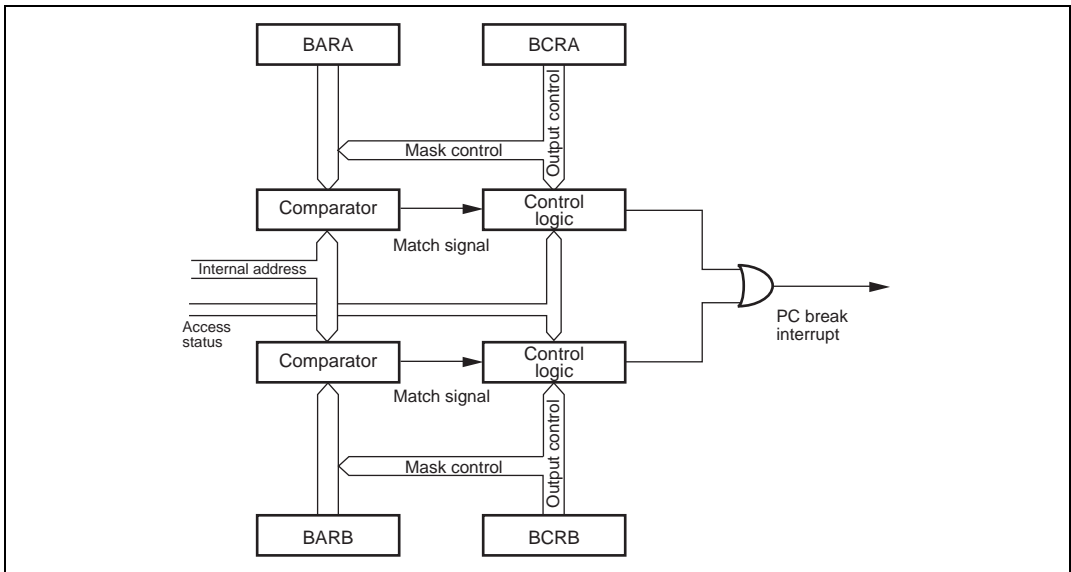 BARA
BCRA
Output control
Mask control
Comparator
Control
logic
Match signal
Internal address
Access
status
PC break
interrupt
Comparator
Control
logic
Match signal
Output control
Mask control
BARB
BCRB